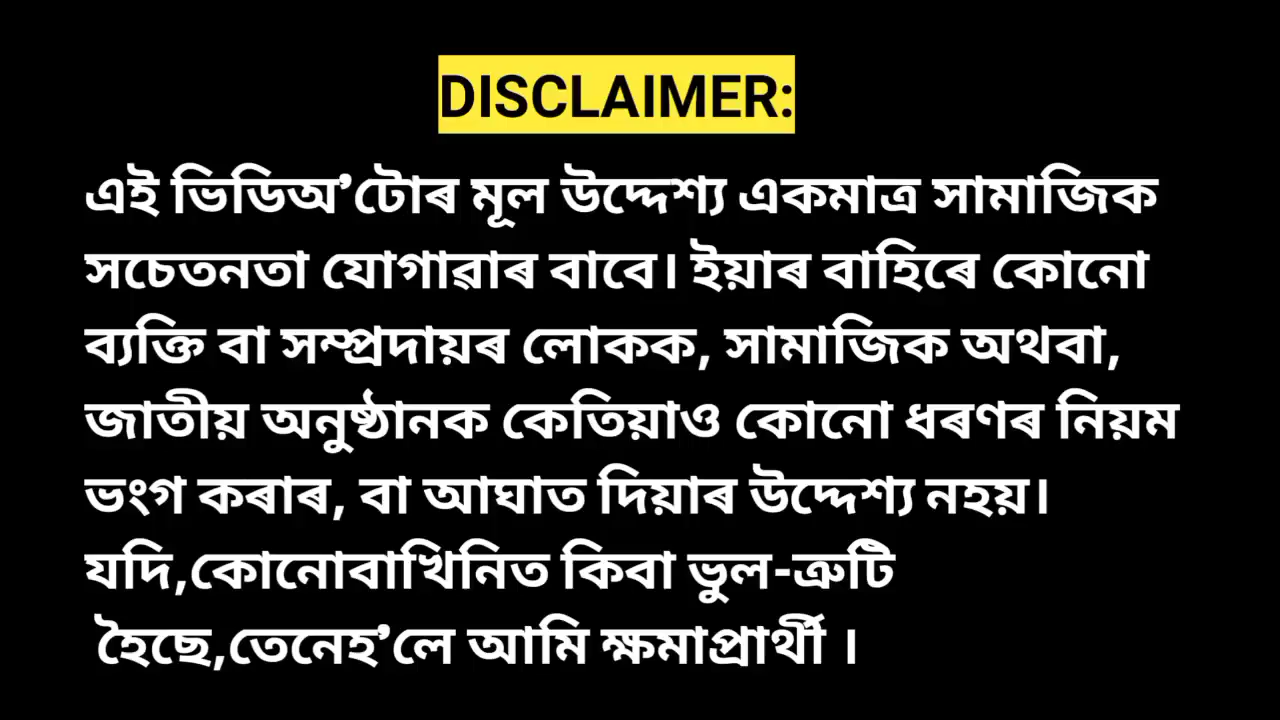 DISCLAIMER:
এই ভিডিঅ’টোৰ মূল উদ্দেশ্য একমাত্ৰ সামাজিক
সচেতনতা যোগাৱাৰ বাবে। ইয়াৰ বাহিৰে কোনো
ব্যক্তি বা সম্প্ৰদায়ৰ লোকক, সামাজিক অথবা,
জাতীয় অনুষ্ঠানক কেতিয়াও কোনো ধৰণৰ নিয়ম
ভংগ কৰাৰ, বা আঘাত দিয়াৰ উদ্দেশ্য নহয়।
যদি,কোনোবাখিনিত কিবা ভুল-ত্ৰুটি
হৈছে,তেনেহ’লে আমি ক্ষমাপ্ৰাৰ্থী ।